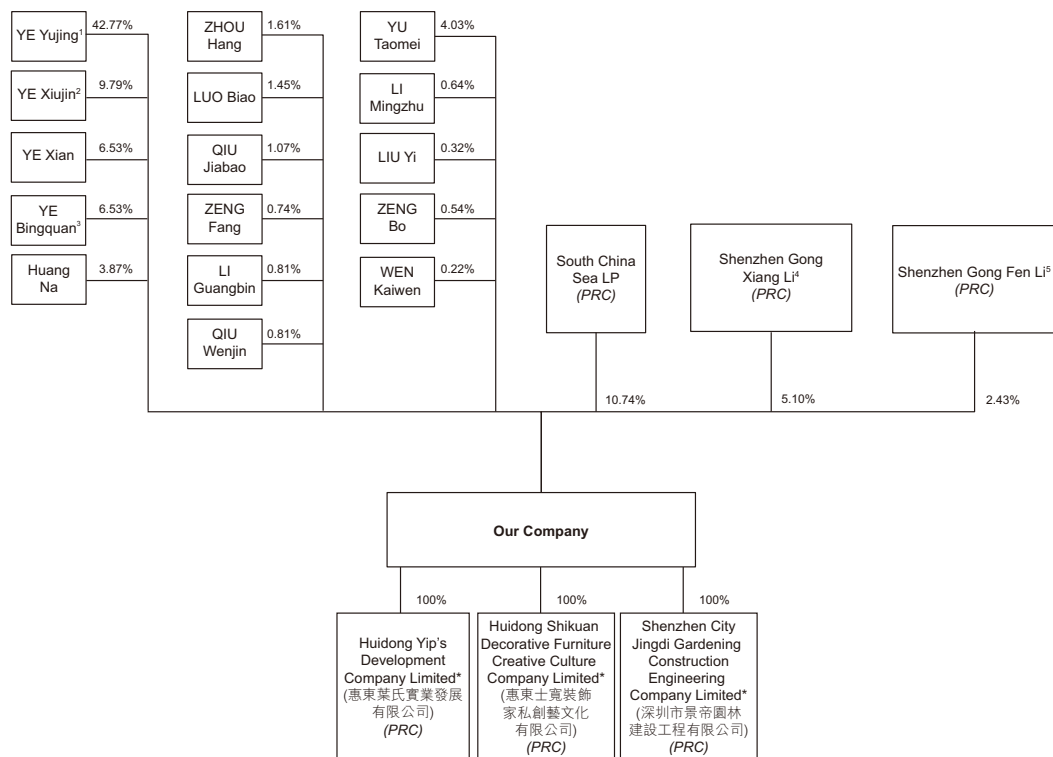 YE Yujing¹
42.77%
YE Xiujin²
9.79%
YE Xian
6.53%
YE
Bingquan³
6.53%
Huang
Na
3.87%
ZHOU
Hang
1.61%
LUO Biao
1.45%
QIU
Jiabao
1.07%
ZENG
Fang
0.74%
LI
Guangbin
0.81%
QIU
Wenjin
0.81%
YU
Taomei
4.03%
LI
Mingzhu
0.64%
LIU Yi
0.32%
ZENG
Bo
0.54%
WEN
Kaiwen
0.22%
South China
Sea LP
(PRC)
10.74%
Shenzhen Gong
Xiang Li⁴
(PRC)
5.10%
Shenzhen Gong Fen Li⁵
(PRC)
2.43%
Our Company
100%
Huidong Yip's
Development
Company Limited*
(惠東葉氏實業發展
有限公司)
(PRC)
100%
Huidong Shikuan
Decorative Furniture
Creative Culture
Company Limited*
(惠東士寬裝飾
家私創藝文化
有限公司)
(PRC)
100%
Shenzhen City
Jingdi Gardening
Construction
Engineering
Company Limited*
(深圳市景帝園林
建設工程有限公司)
(PRC)